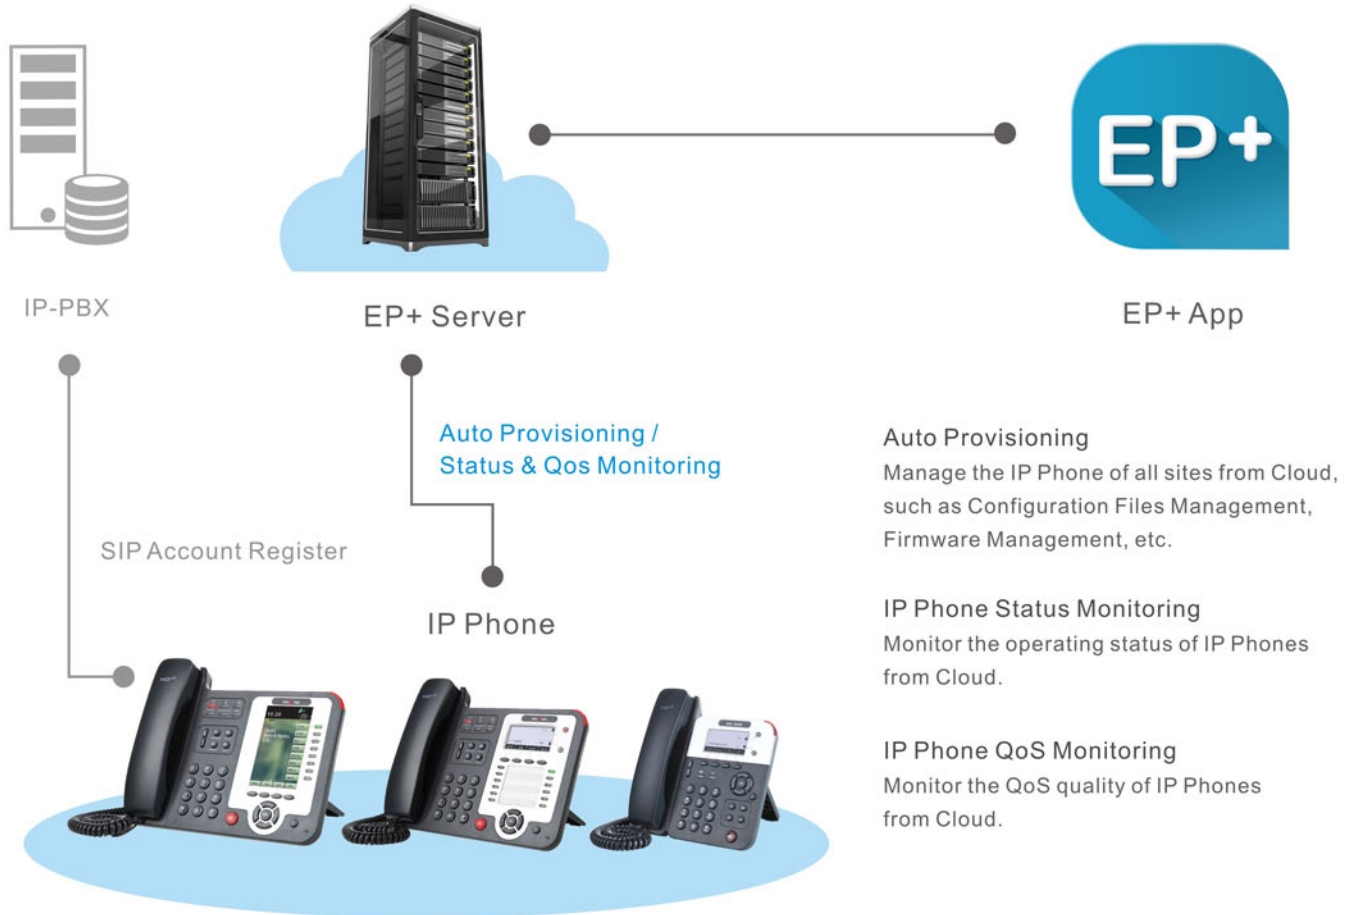 EP+
IP-PBX
EP+ Server
EP+ App
Auto Provisioning /
Status & Qos Monitoring
SIP Account Register
IP Phone
Auto Provisioning
Manage the IP Phone of all sites from Cloud,
such as Configuration Files Management,
Firmware Management, etc.
IP Phone Status Monitoring
Monitor the operating status of IP Phones
from Cloud.
IP Phone QoS Monitoring
Monitor the QoS quality of IP Phones
from Cloud.